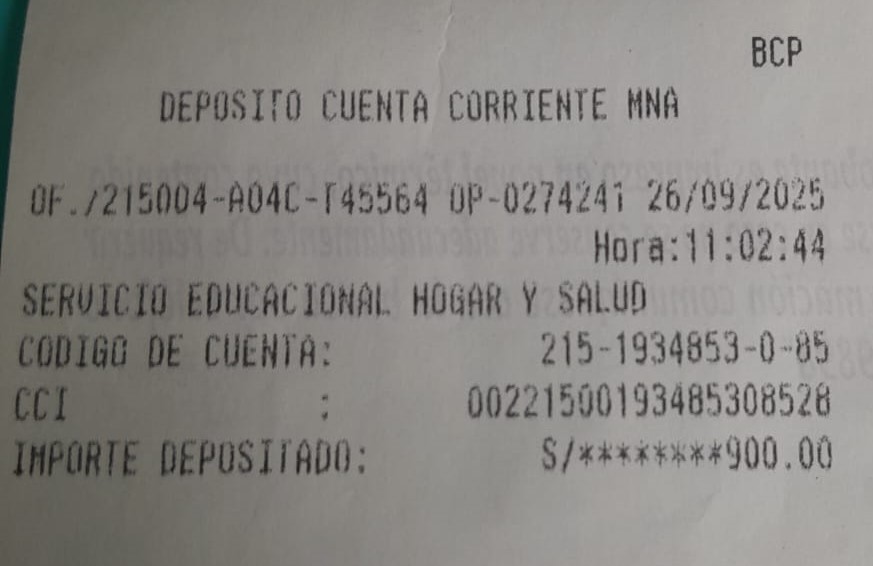 BCP
DEPOSITO CUENTA CORRIENTE MNA
OF./215004-A04C-T45564 OP-0274241 26/09/2025
Hora:11:02:44
SERVICIO EDUCACIONAL HOGAR Y SALUD
CODIGO DE CUENTA: 215-1934853-0-85
CCI : 00221500193485308528
IMPORTE DEPOSITADO: S/********900.00